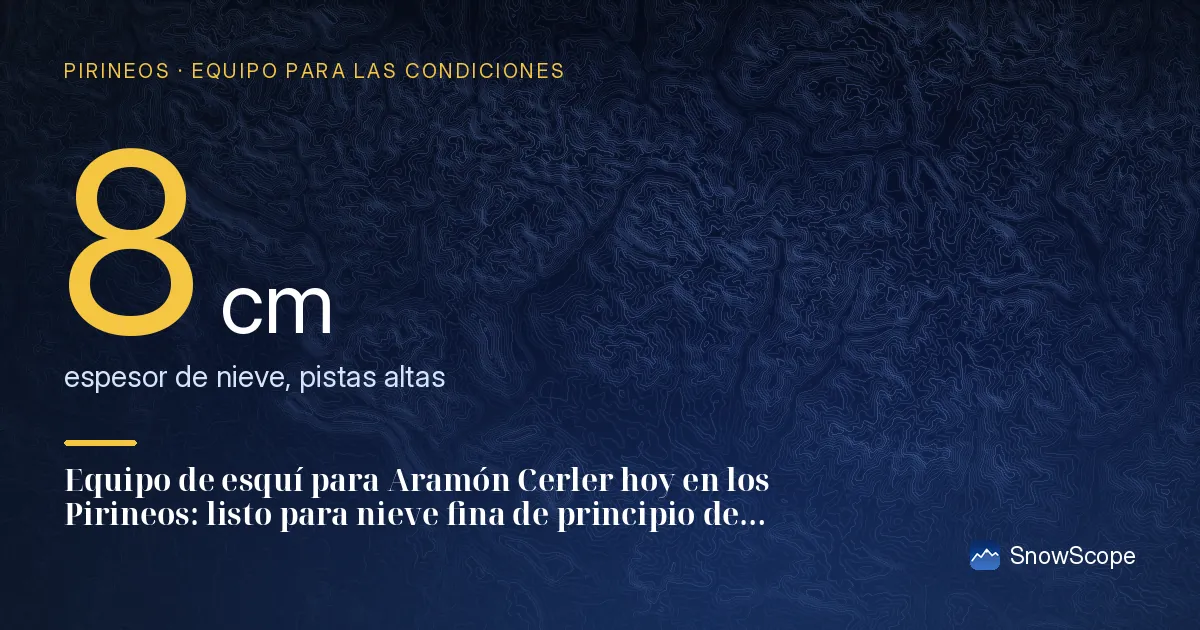 PIRINEOS · EQUIPO PARA LAS CONDICIONES
8 cm
espesor de nieve, pistas altas
Equipo de esquí para Aramón Cerler hoy en los
Pirineos: listo para nieve fina de principio de...
SnowScope